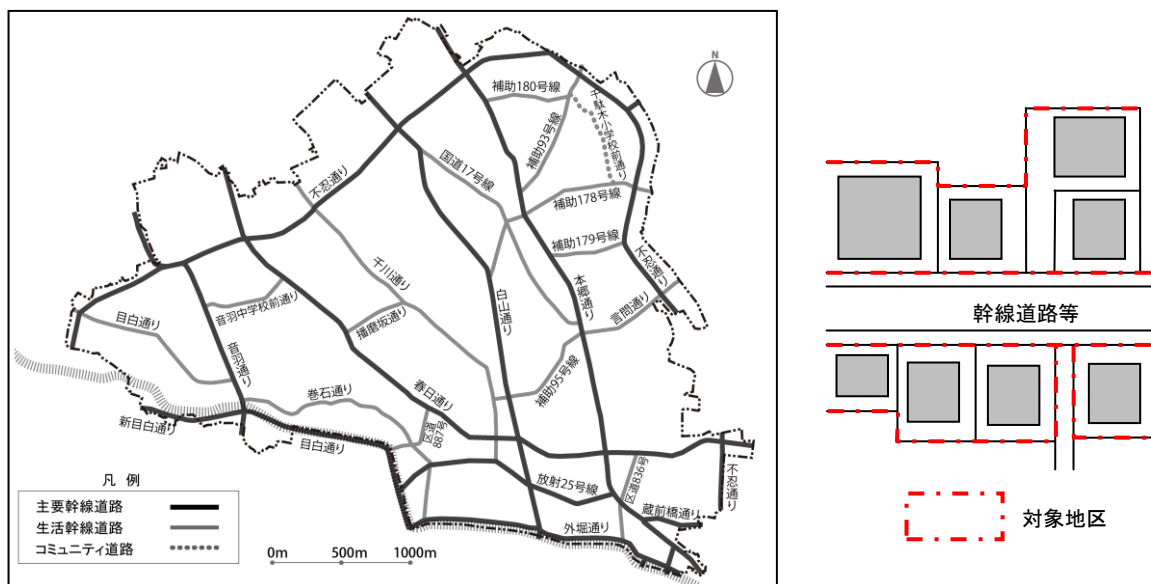 N
補助180号線
千駄木小学校前通り
補助93号線
国道17号線
不忍通り
補助178号線
補助179号線
不忍通り
千川通り
本郷通り
白山通り
言問通り
音羽中学校前通り
目白通り
播磨坂通り
音羽通り
補助95号線
春日通り
巻石通り
区道
887号
新目白通り
目白通り
放射25号線
区道836号
不忍通り
蔵前橋通り
外堀通り
凡 例
主要幹線道路
生活幹線道路
コミュニティ道路
0m 500m 1000m
幹線道路等
対象地区